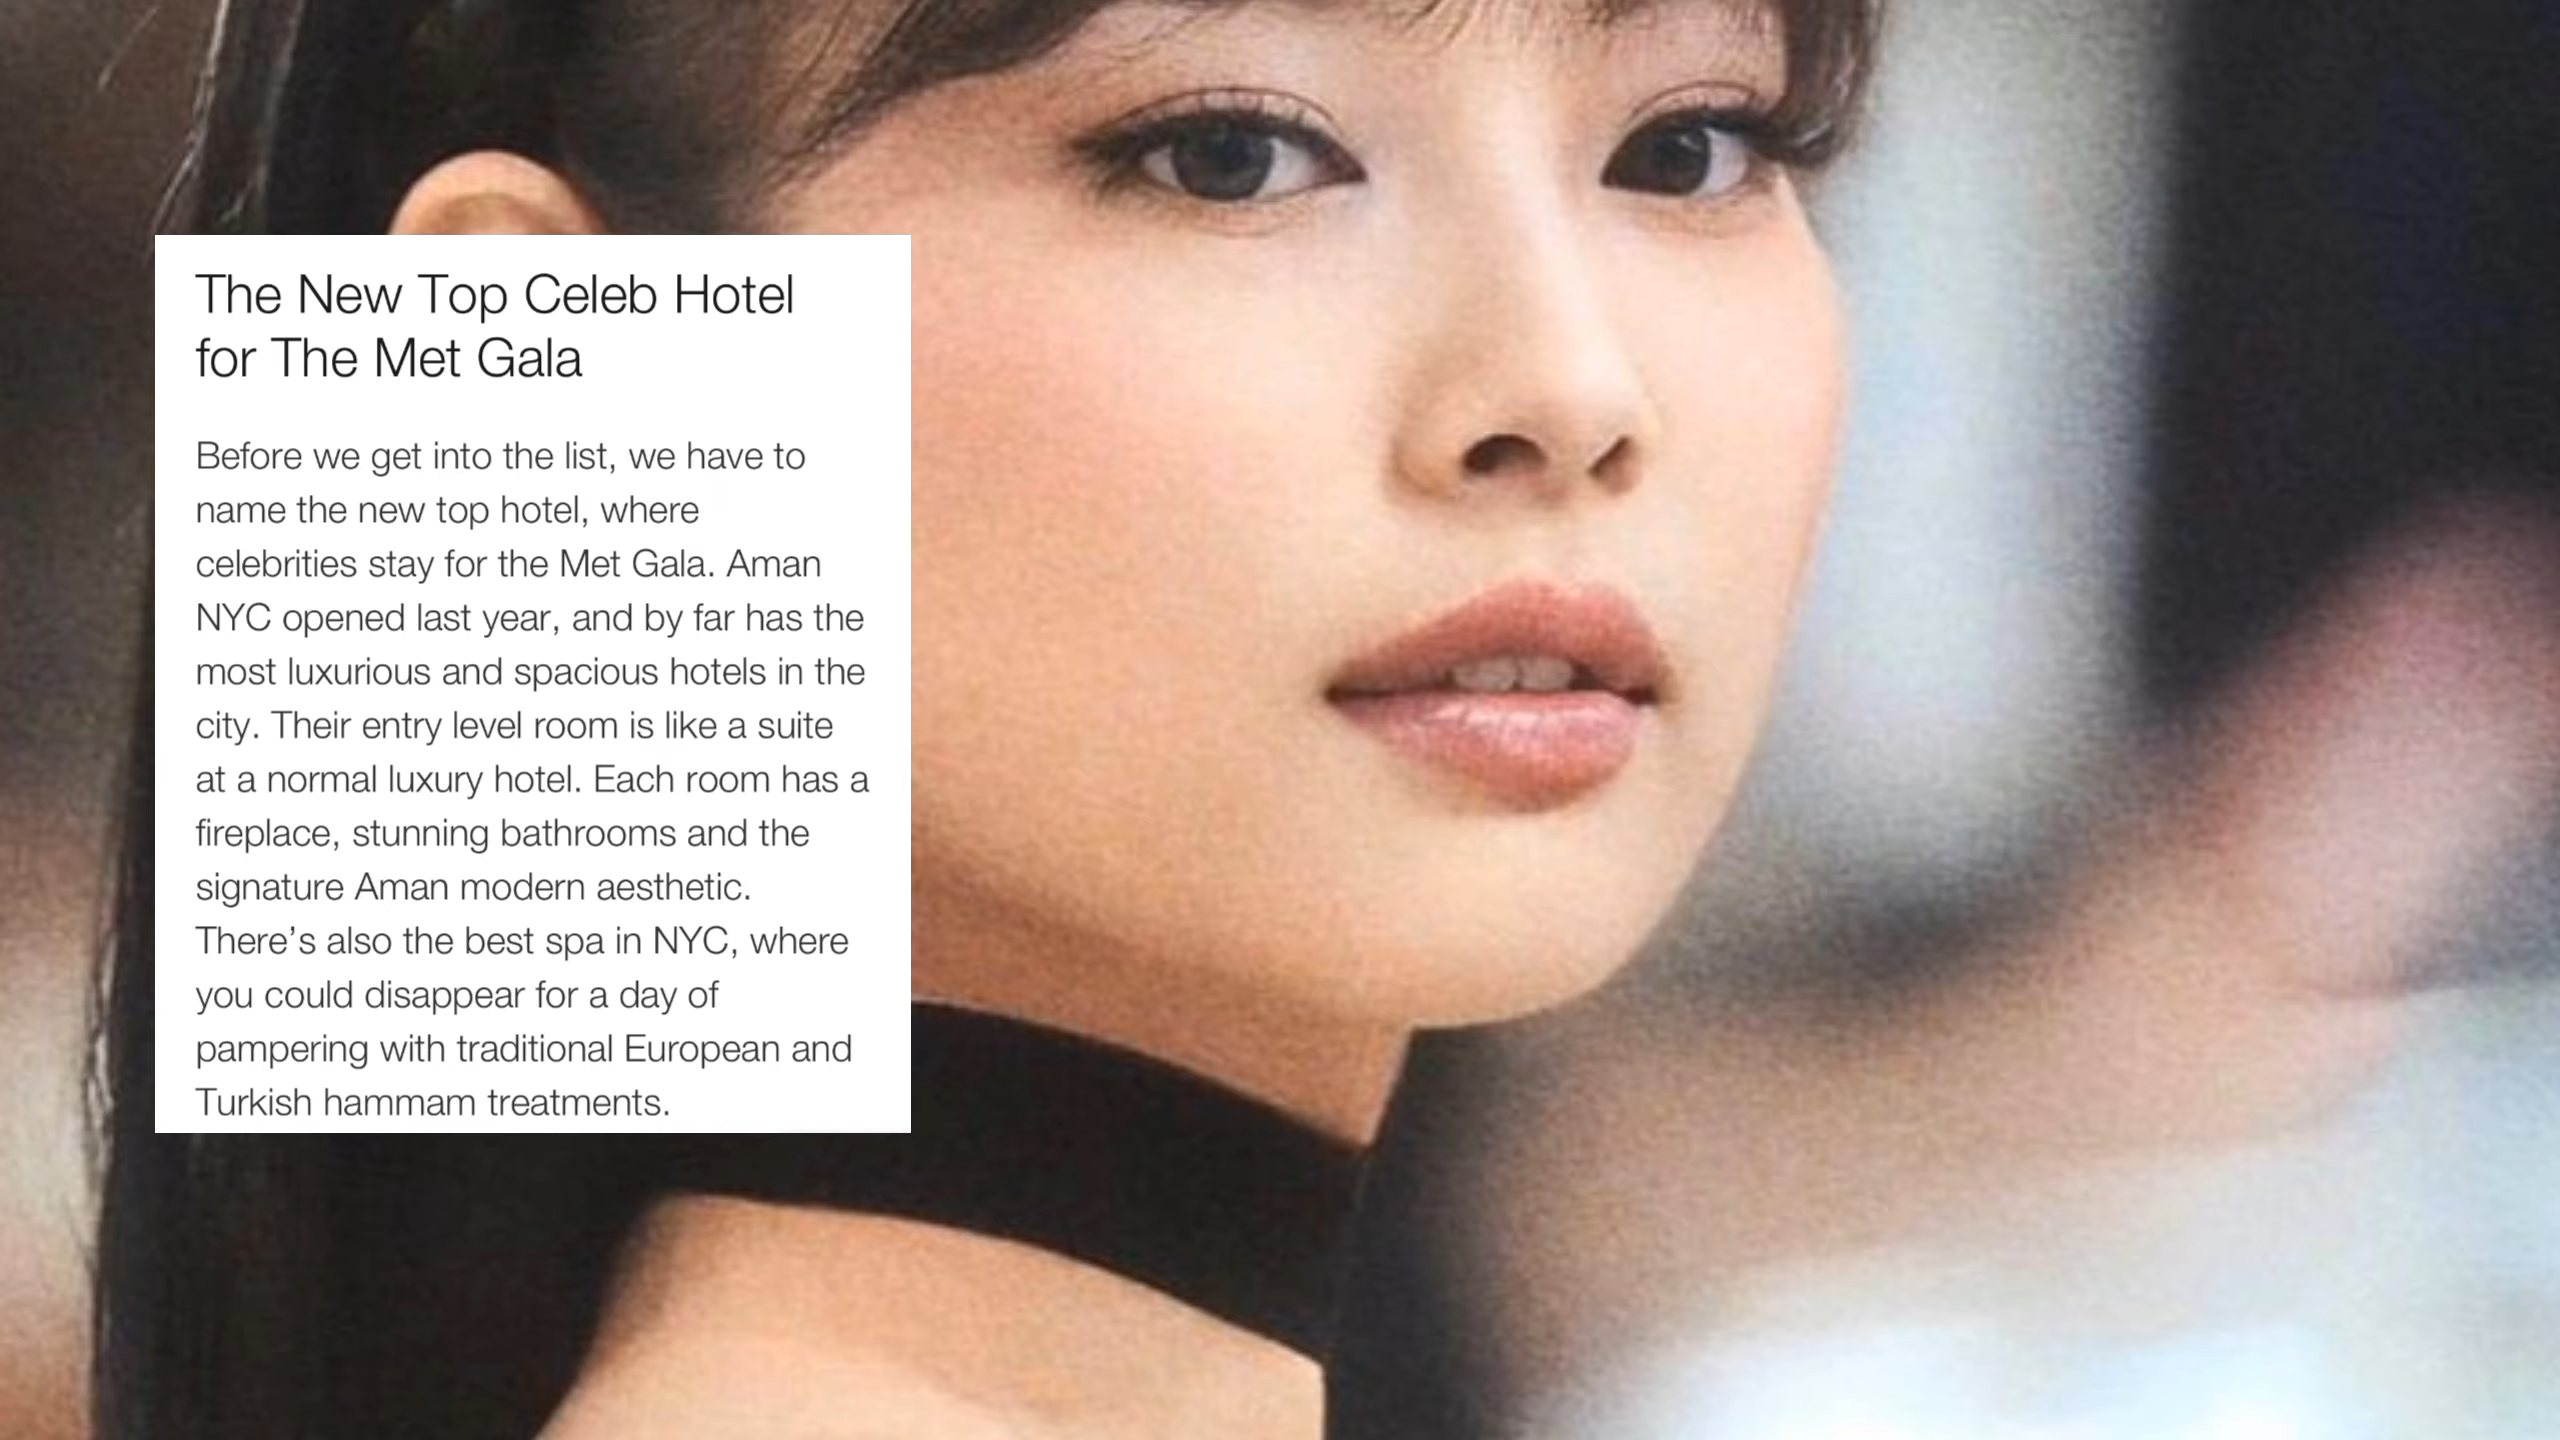 The New Top Celeb Hotel
for The Met Gala
Before we get into the list, we have to
name the new top hotel, where
celebrities stay for the Met Gala. Aman
NYC opened last year, and by far has the
most luxurious and spacious hotels in the
city. Their entry level room is like a suite
at a normal luxury hotel. Each room has a
fireplace, stunning bathrooms and the
signature Aman modern aesthetic.
There’s also the best spa in NYC, where
you could disappear for a day of
pampering with traditional European and
Turkish hammam treatments.